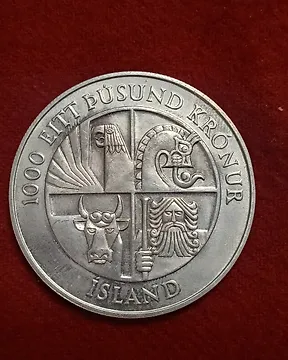 1000 EITT ÞÚSUND KRÓNUR
ÍSLAND